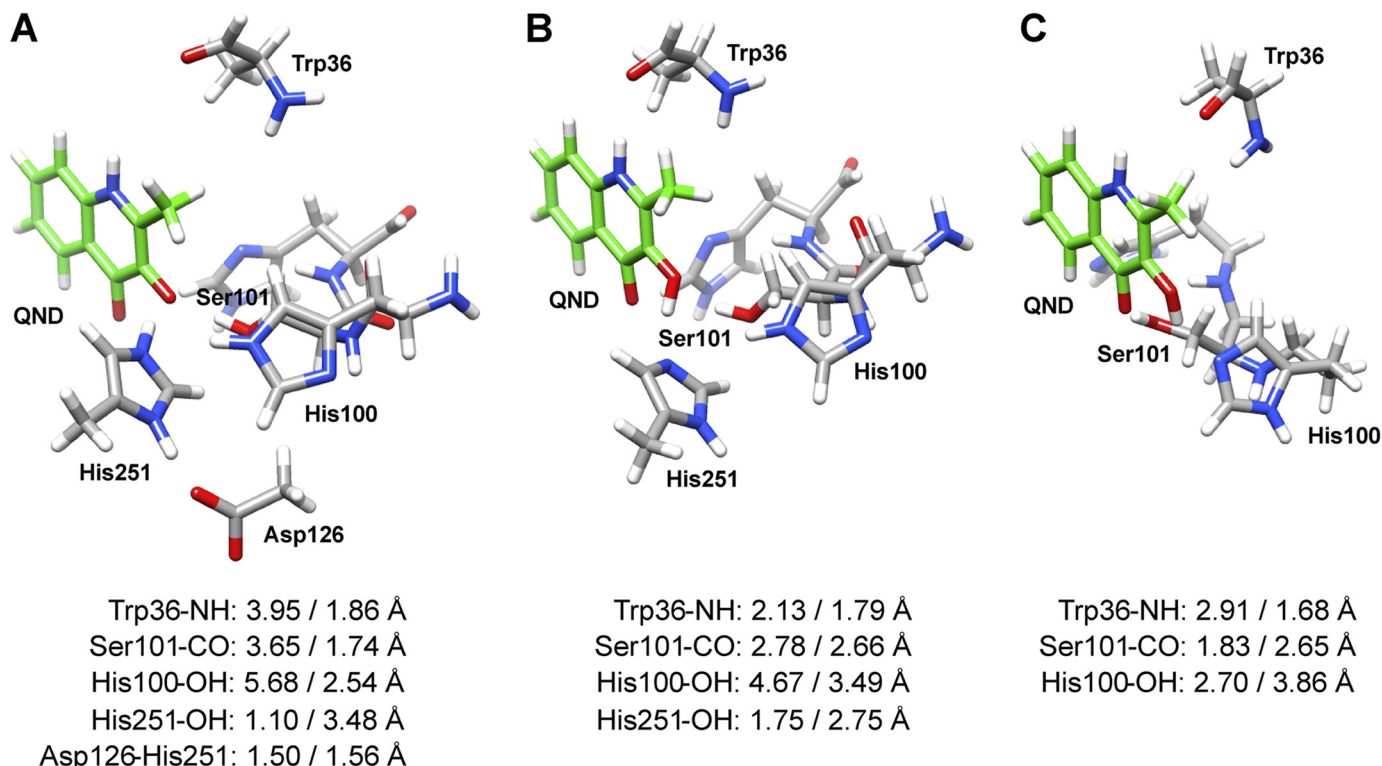 A
Trp36
QND
Ser101
His100
His251
Asp126
Trp36-NH: 3.95 / 1.86 Å
Ser101-CO: 3.65 / 1.74 Å
His100-OH: 5.68 / 2.54 Å
His251-OH: 1.10 / 3.48 Å
Asp126-His251: 1.50 / 1.56 Å
B
Trp36
QND
Ser101
His100
His251
Trp36-NH: 2.13 / 1.79 Å
Ser101-CO: 2.78 / 2.66 Å
His100-OH: 4.67 / 3.49 Å
His251-OH: 1.75 / 2.75 Å
C
Trp36
QND
Ser101
His100
Trp36-NH: 2.91 / 1.68 Å
Ser101-CO: 1.83 / 2.65 Å
His100-OH: 2.70 / 3.86 Å